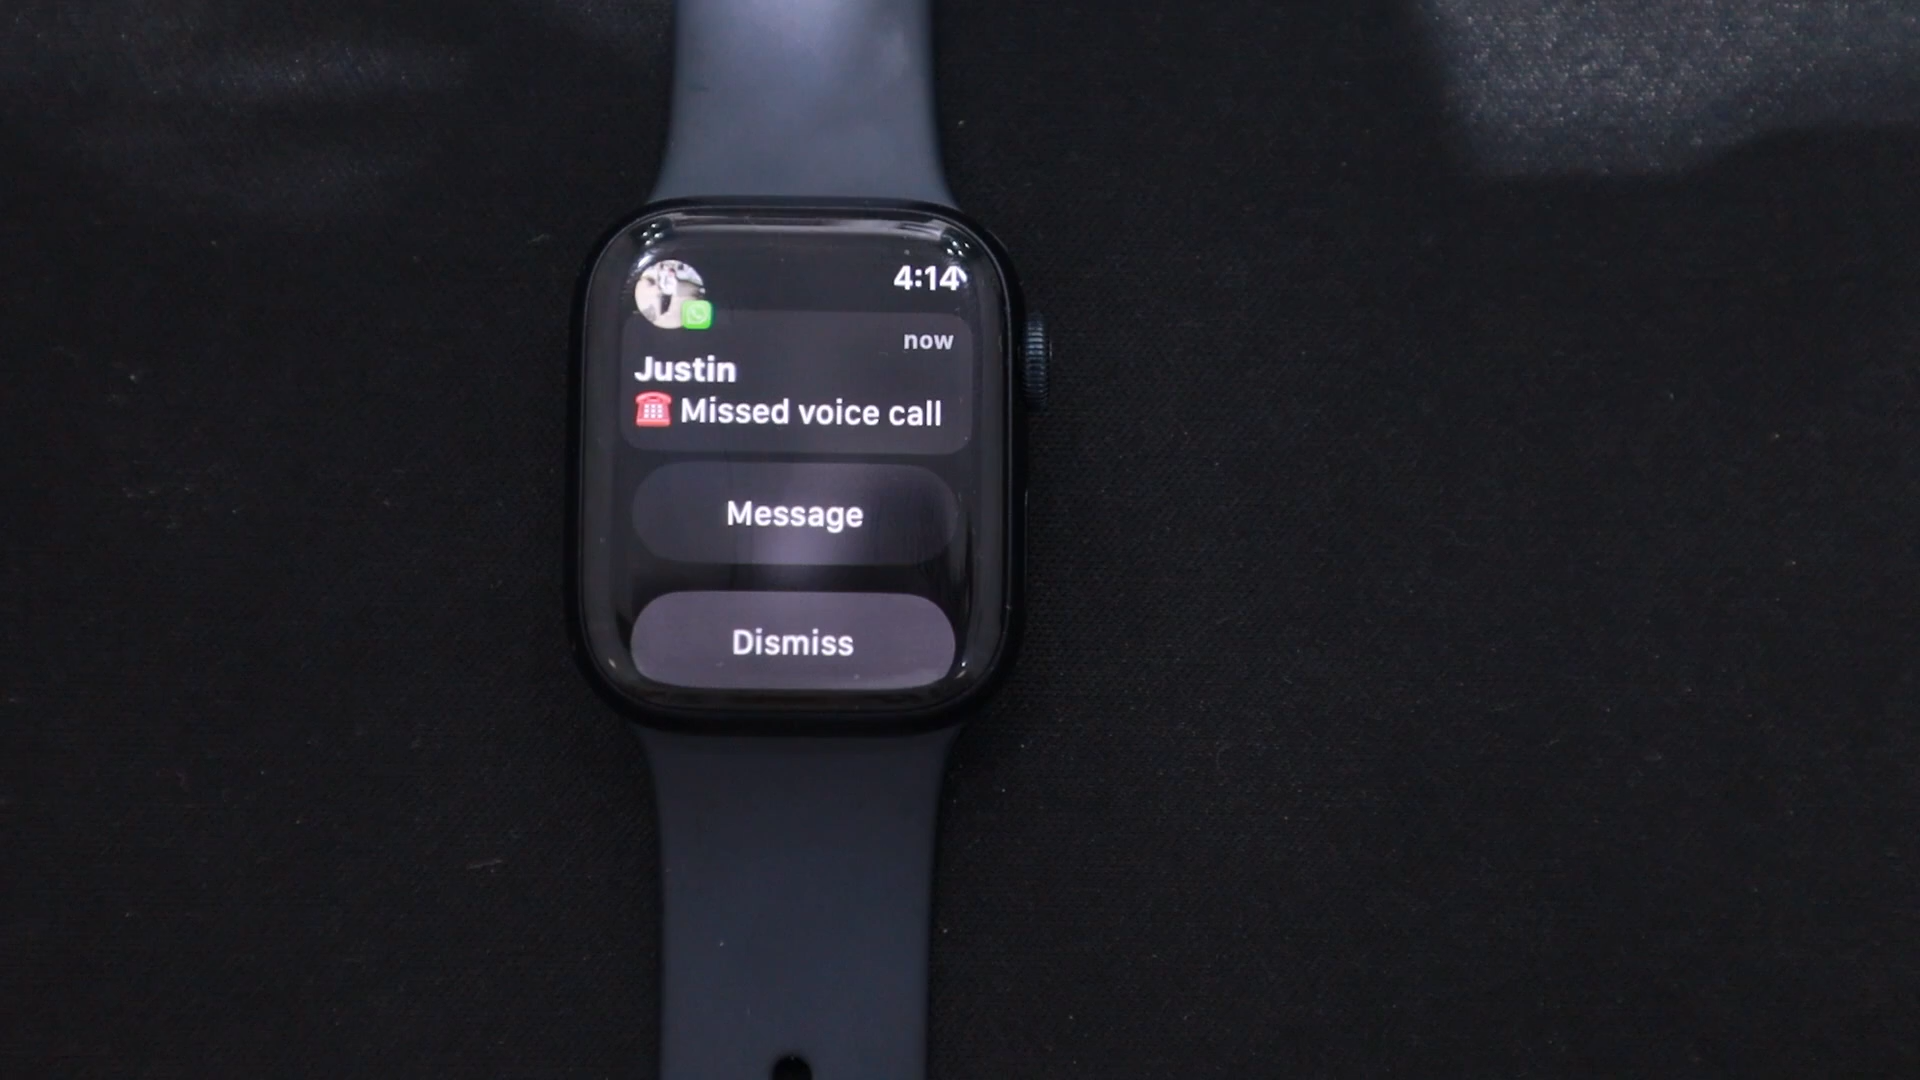 4:14
now
Justin
☎️ Missed voice call
Message
Dismiss